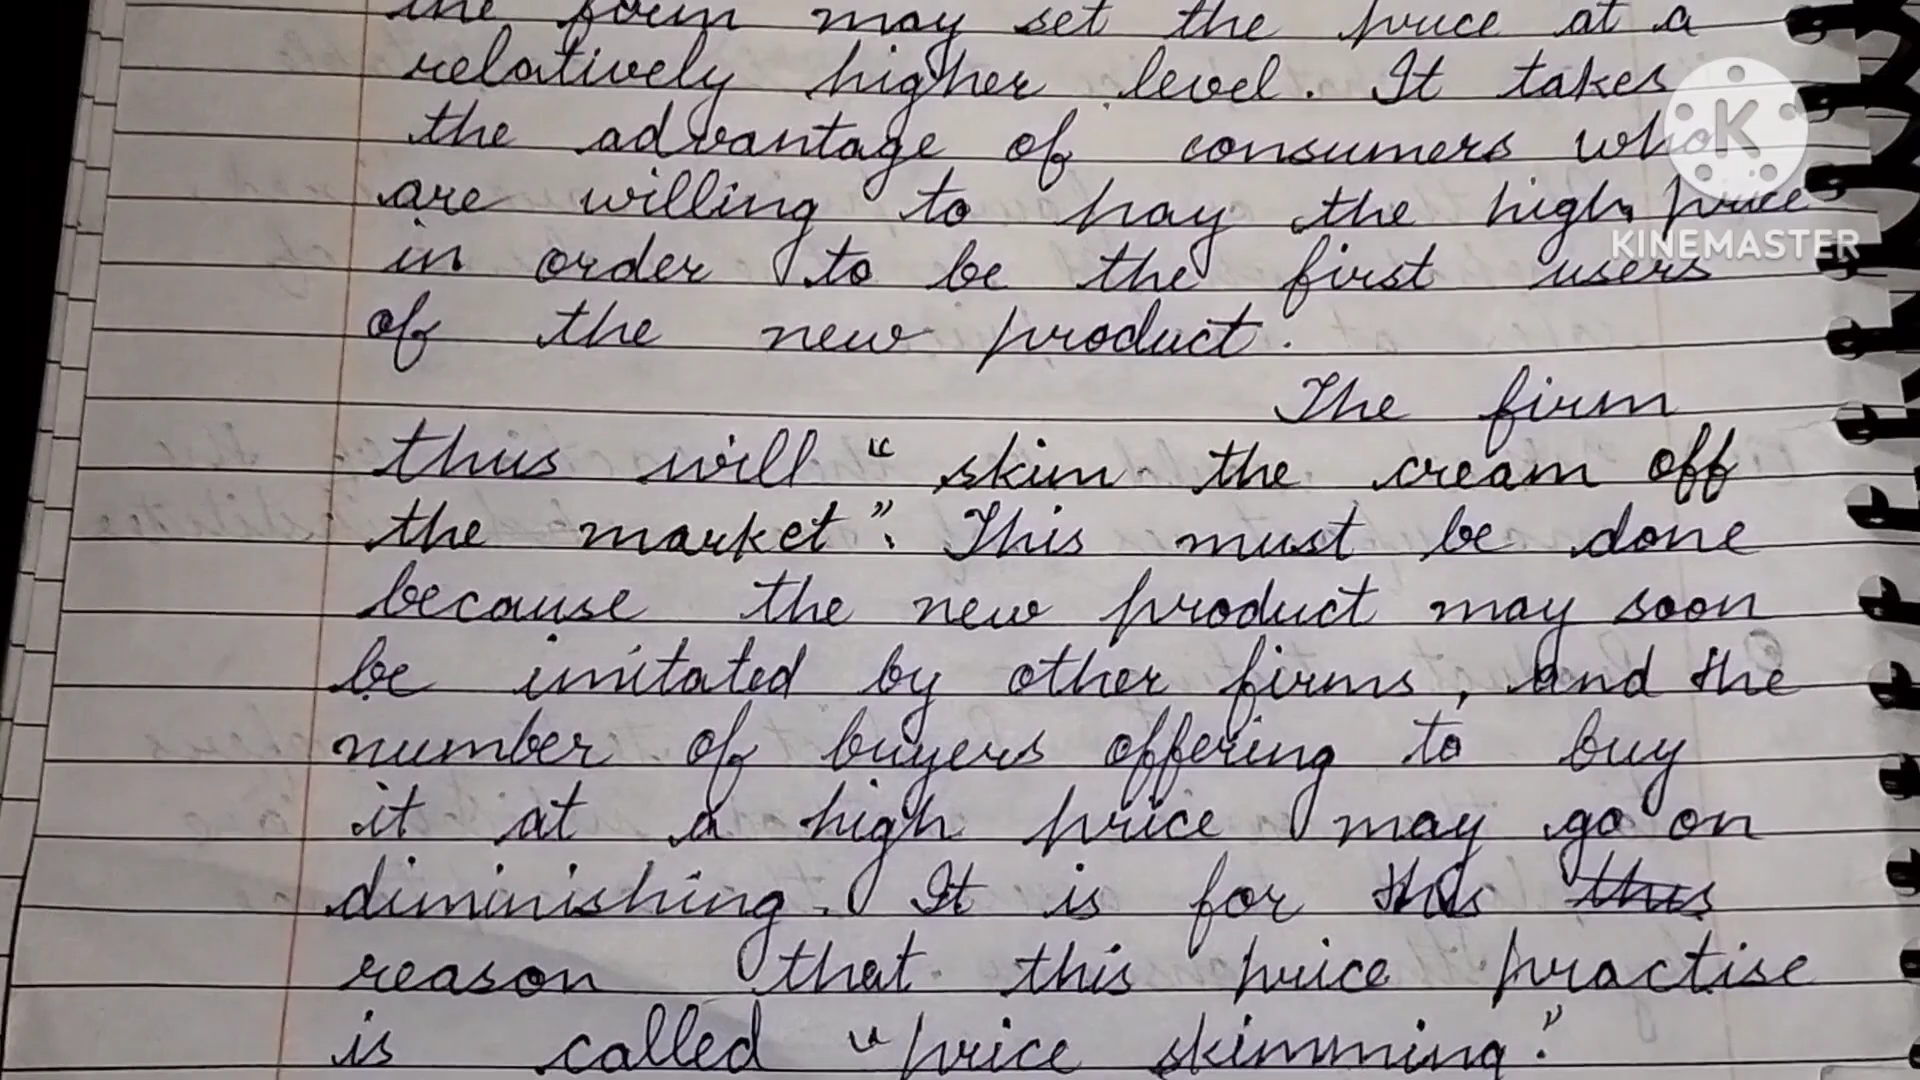 the firm may set the price at a
relatively higher level. It takes
the advantage of consumers who
are willing to pay the high price
in order to be the first users
of the new product.
The firm
thus will "skim the cream off
the market". This must be done
because the new product may soon
be imitated by other firms, and the
number of buyers offering to buy
it at a high price may go on
diminishing. It is for this this
reason that this price practise
is called "price skimming."
K
KINEMASTER